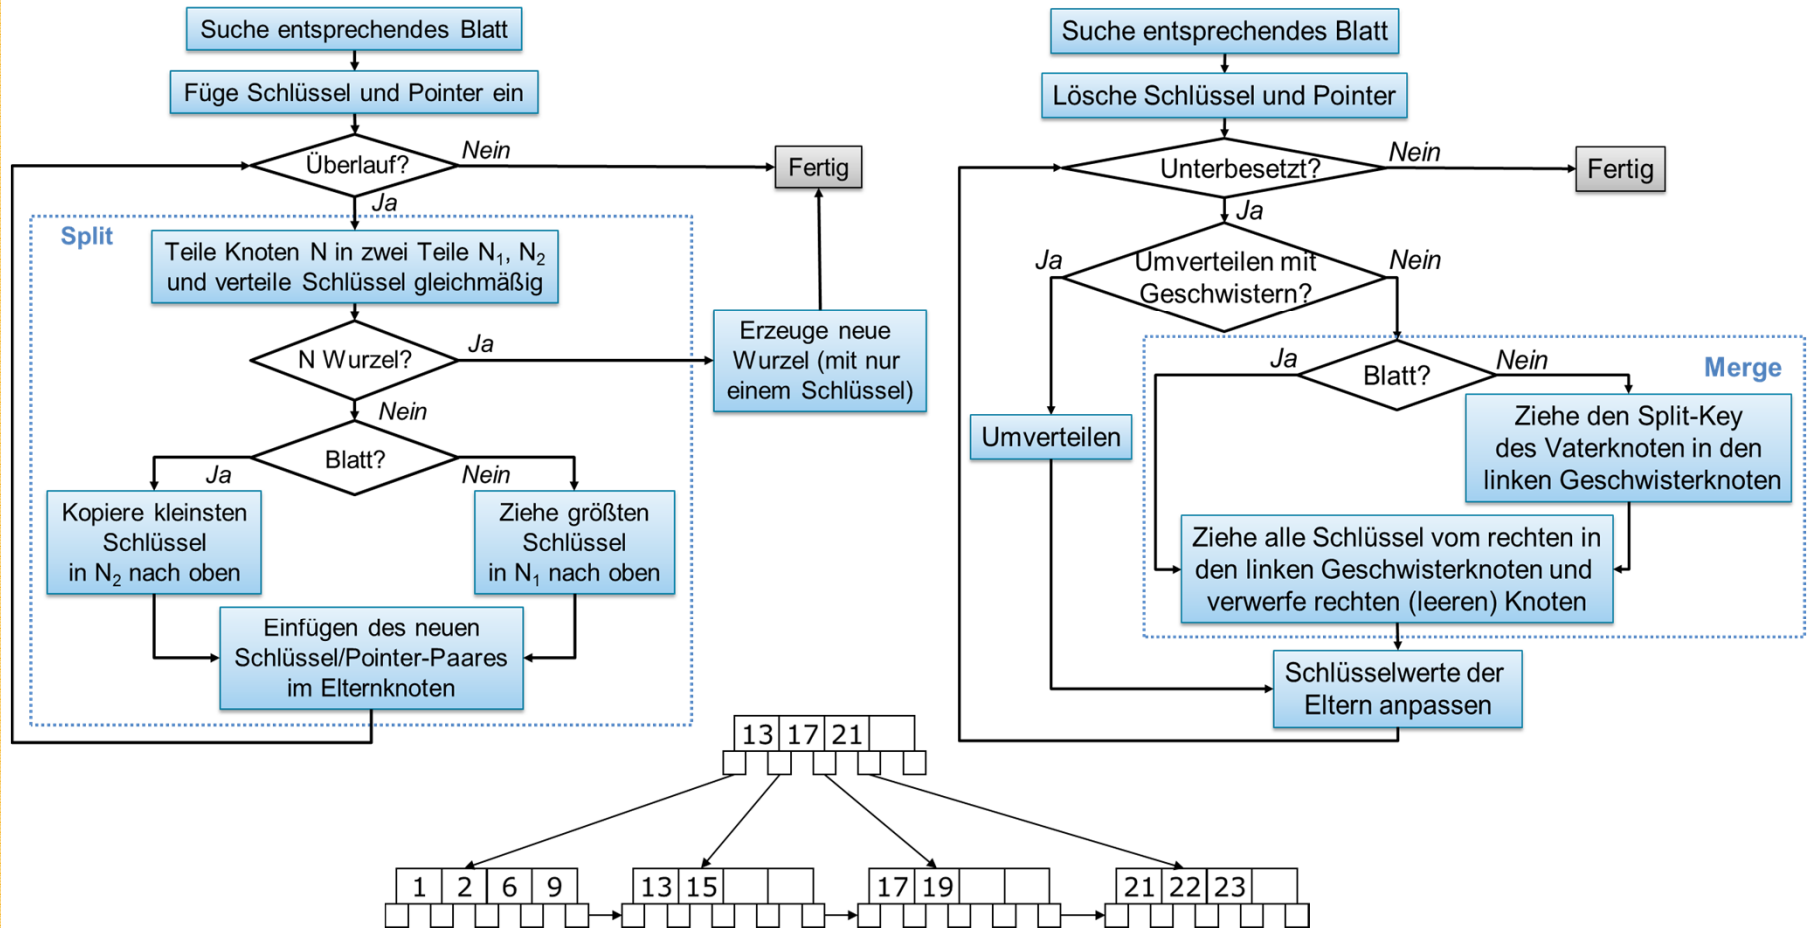 Suche entsprechendes Blatt
Füge Schlüssel und Pointer ein
Überlauf?
Nein
Fertig
Ja
Split
Teile Knoten N in zwei Teile N₁, N₂
und verteile Schlüssel gleichmäßig
N Wurzel?
Ja
Erzeuge neue
Wurzel (mit nur
einem Schlüssel)
Nein
Blatt?
Ja
Nein
Kopiere kleinsten
Schlüssel
in N₂ nach oben
Ziehe größten
Schlüssel
in N₁ nach oben
Einfügen des neuen
Schlüssel/Pointer-Paares
im Elternknoten
Suche entsprechendes Blatt
Lösche Schlüssel und Pointer
Unterbesetzt?
Nein
Fertig
Ja
Umverteilen mit
Geschwistern?
Ja
Nein
Umverteilen
Merge
Blatt?
Ja
Nein
Ziehe den Split-Key
des Vaterknoten in den
linken Geschwisterknoten
Ziehe alle Schlüssel vom rechten in
den linken Geschwisterknoten und
verwerfe rechten (leeren) Knoten
Schlüsselwerte der
Eltern anpassen
13 17 21
1 2 6 9
13 15
17 19
21 22 23